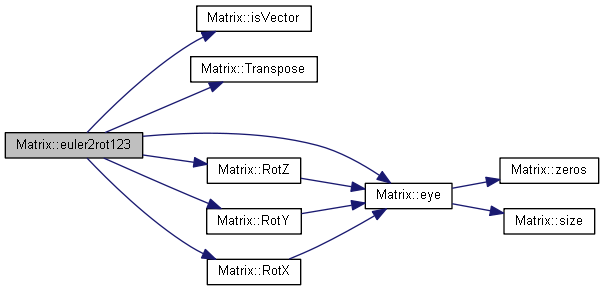 Matrix::isVector
Matrix::Transpose
Matrix::euler2rot123
Matrix::RotZ
Matrix::zeros
Matrix::eye
Matrix::RotY
Matrix::size
Matrix::RotX